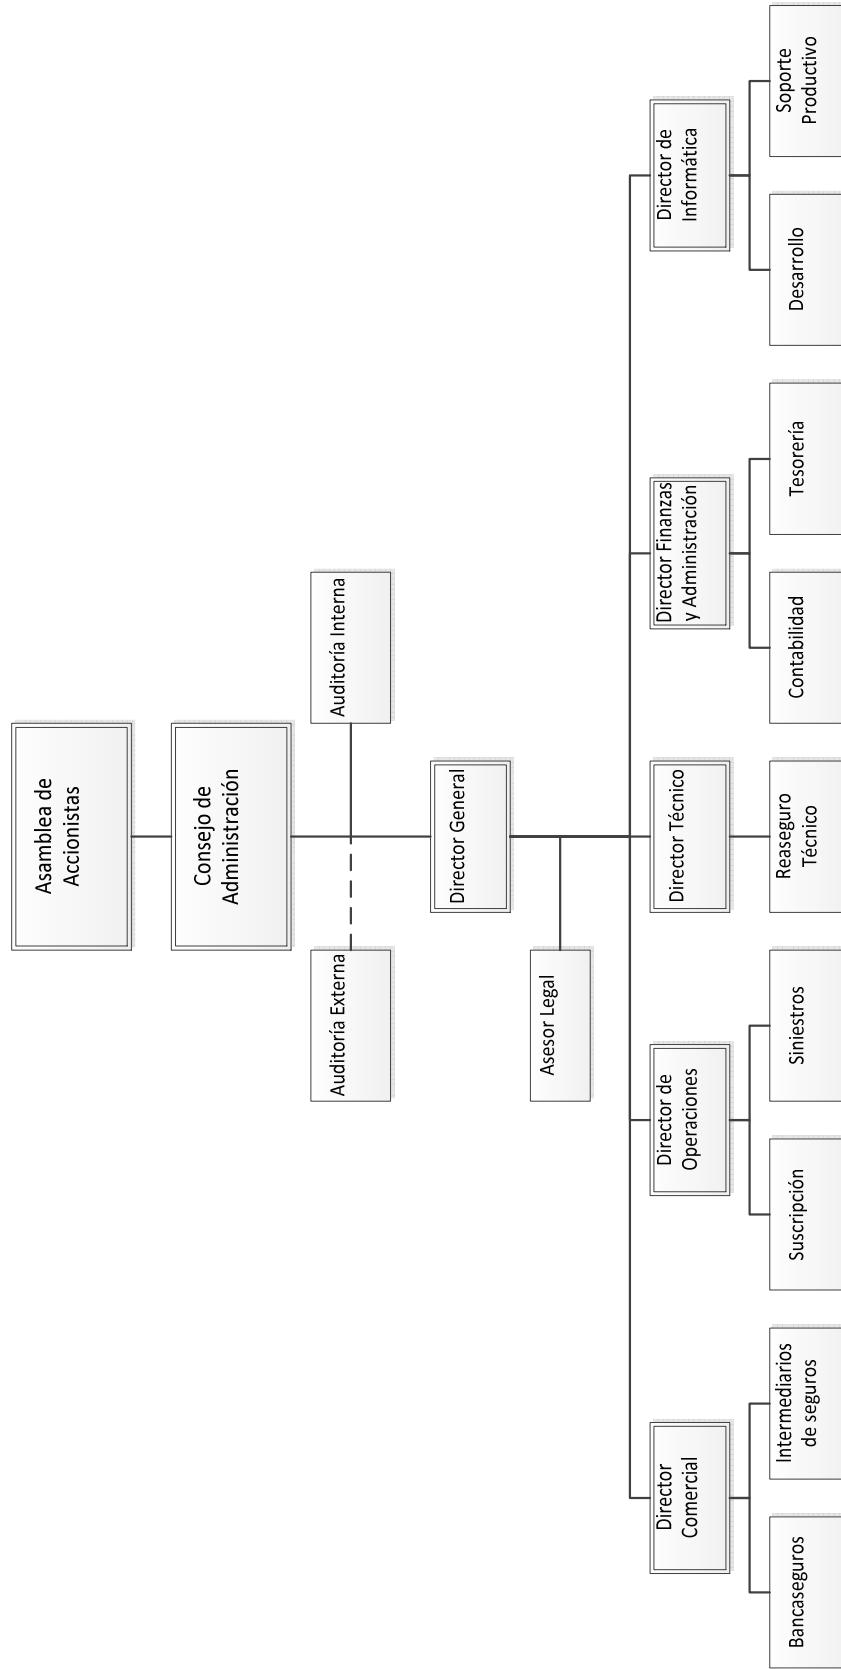 Asamblea de
Accionistas
Consejo de
Administración
Auditoría Externa
Auditoría Interna
Director General
Asesor Legal
Director
Comercial
Director de
Operaciones
Director Técnico
Director Finanzas
y Administración
Director de
Informática
Bancaseguros
Intermediarios
de seguros
Suscripción
Siniestros
Reaseguro
Técnico
Contabilidad
Tesorería
Desarrollo
Soporte
Productivo